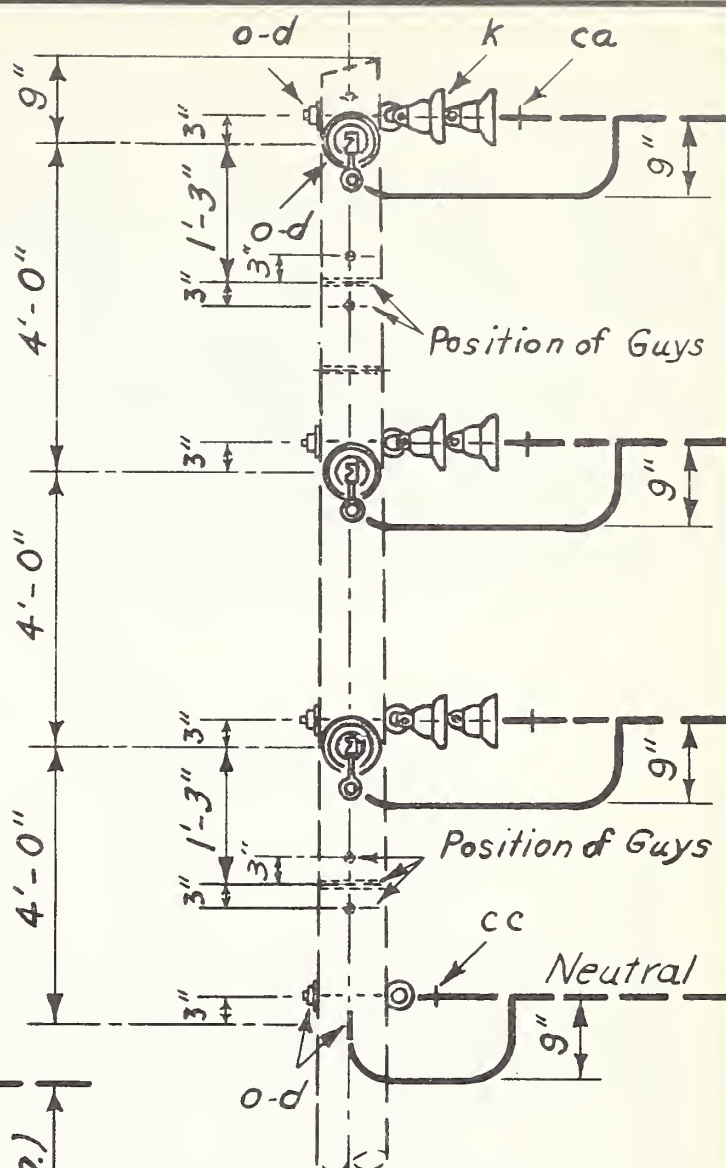 o-d
k
ca
9"
3"
9"
o-d
1'-3"
3"
3"
4'-0"
Position of Guys
3"
9"
4'-0"
3"
9"
1'-3"
3"
3"
Position of Guys
4'-0"
cc
Neutral
3"
9"
o-d